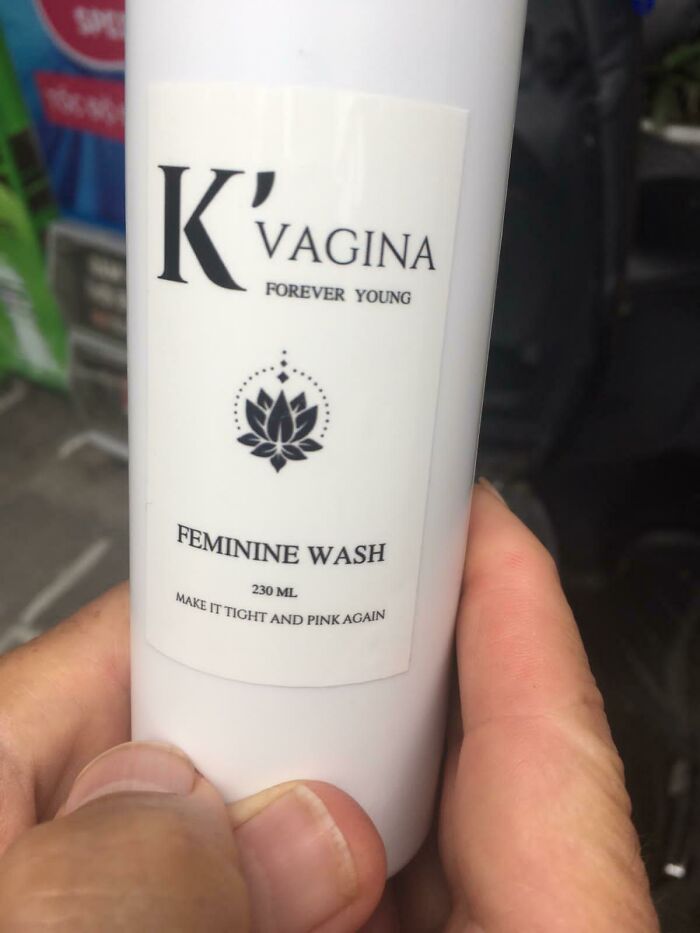 K'VAGINA
FOREVER YOUNG
FEMININE WASH
230 ML
MAKE IT TIGHT AND PINK AGAIN